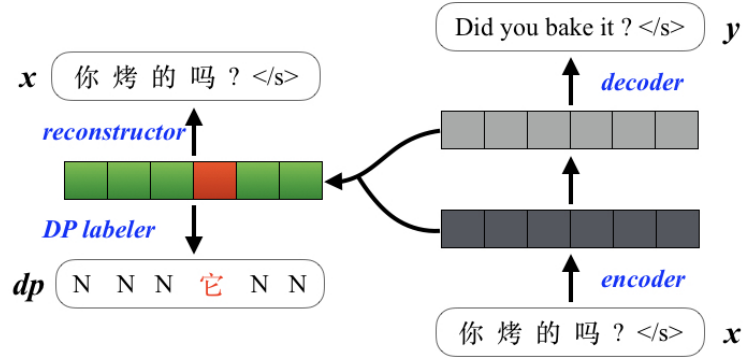 x 你 烤 的 吗 ? </s>
reconstructor
DP labeler
dp N N N 它 N N
Did you bake it ? </s> y
decoder
encoder
你 烤 的 吗 ? </s> x